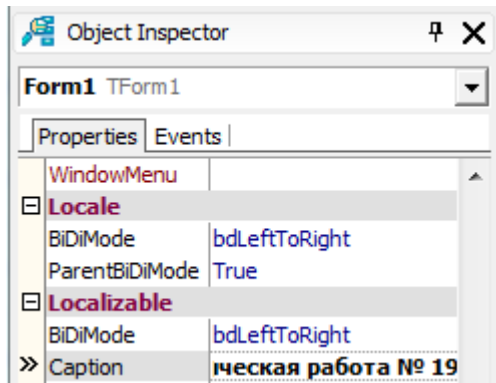 Object Inspector
Form1 TForm1
Properties Events
WindowMenu
Locale
BiDiMode bdLeftToRight
ParentBiDiMode True
Localizable
BiDiMode bdLeftToRight
Caption ическая работа № 19